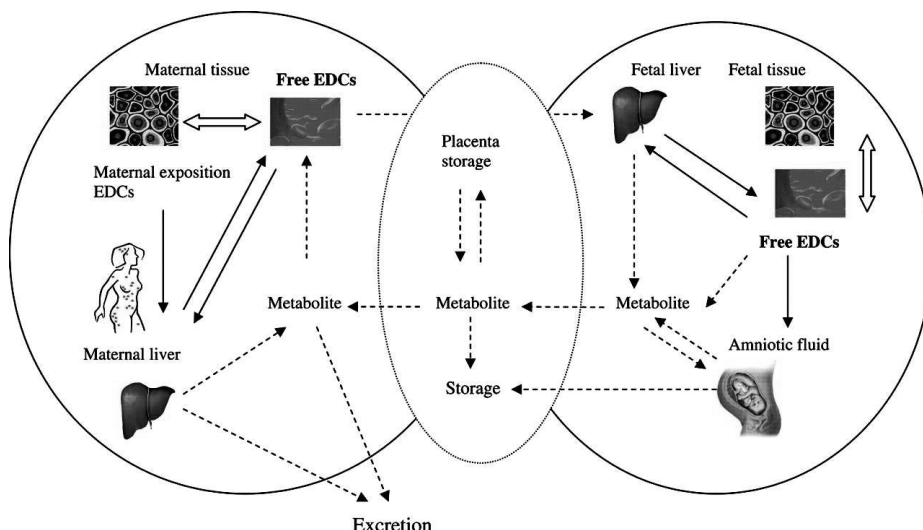 Maternal tissue
Free EDCs
Maternal exposition
EDCs
Metabolite
Maternal liver
Placenta
storage
Metabolite
Storage
Fetal liver
Fetal tissue
Free EDCs
Metabolite
Amniotic fluid
Excretion